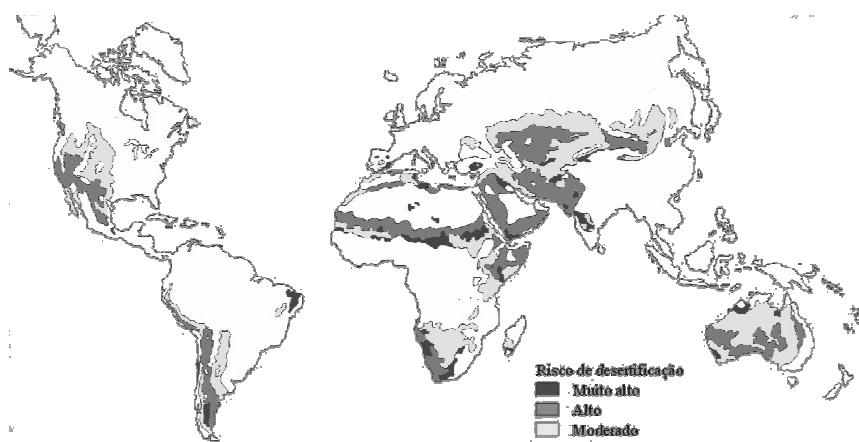 Risco de desertificação
Muito alto
Alto
Moderado